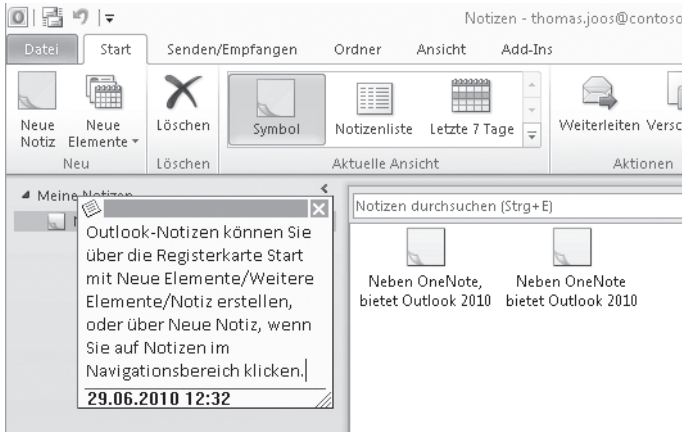 Notizen - thomas.joos@contoso
Datei Start Senden/Empfangen Ordner Ansicht Add-Ins
Neue Notiz
Neue Elemente
Löschen
Symbol
Notizenliste
Letzte 7 Tage
Weiterleiten
Neu
Löschen
Aktuelle Ansicht
Aktionen
Meine Notizen
Outlook-Notizen können Sie
über die Registerkarte Start
mit Neue Elemente/Weitere
Elemente/Notiz erstellen,
oder über Neue Notiz, wenn
Sie auf Notizen im
Navigationsbereich klicken.
29.06.2010 12:32
Notizen durchsuchen (Strg+E)
Neben OneNote,
bietet Outlook 2010
Neben OneNote
bietet Outlook 2010